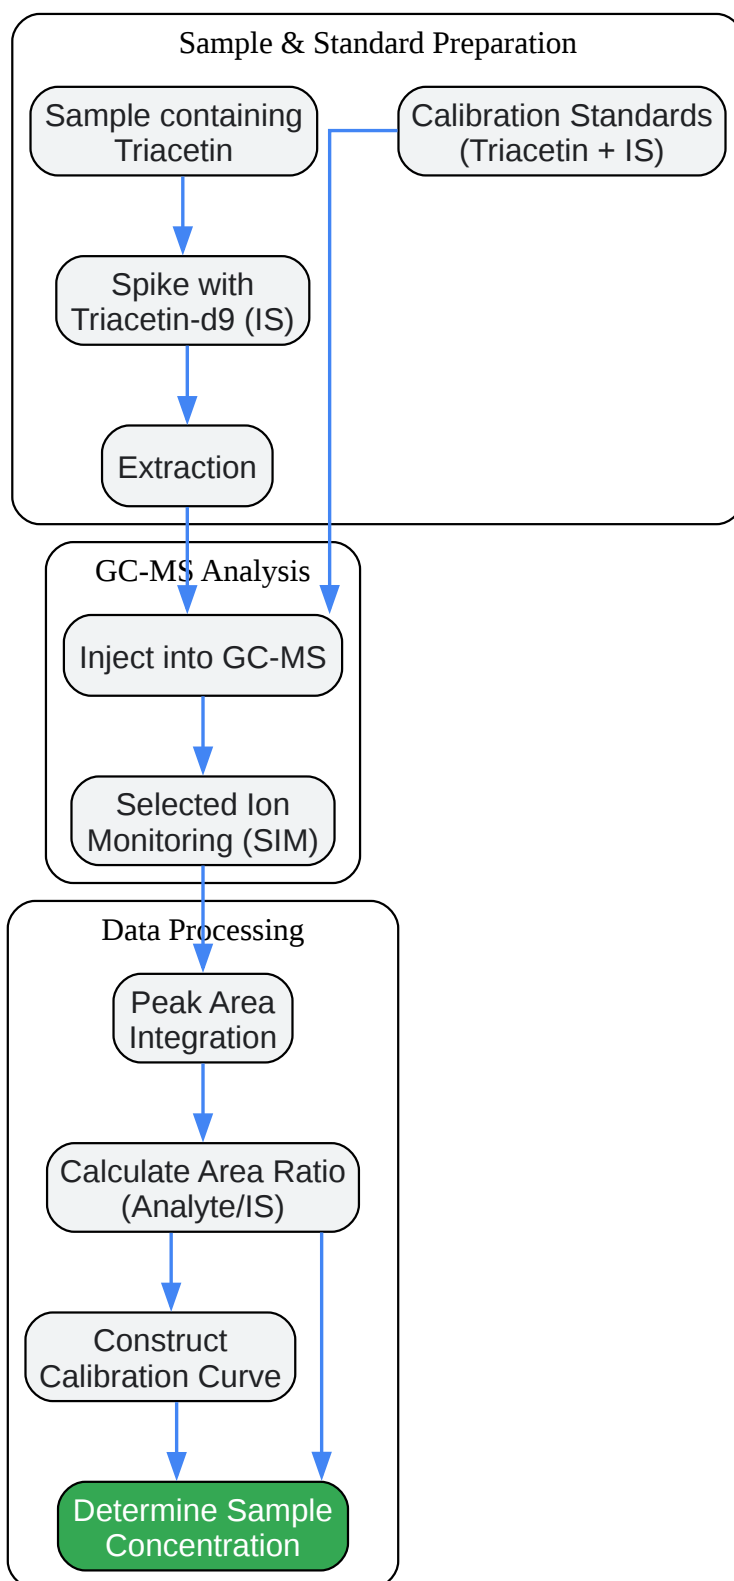 Sample & Standard Preparation
Sample containing
Triacetin
Calibration Standards
(Triacetin + IS)
Spike with
Triacetin-d9 (IS)
Extraction
GC-MS Analysis
Inject into GC-MS
Selected Ion
Monitoring (SIM)
Data Processing
Peak Area
Integration
Calculate Area Ratio
(Analyte/IS)
Construct
Calibration Curve
Determine Sample
Concentration